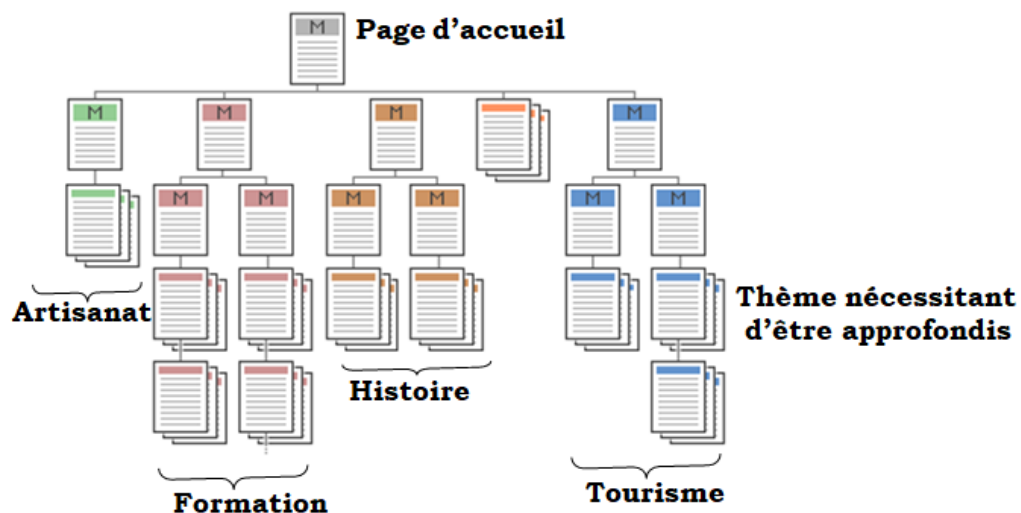 M
Page d'accueil
M
M
M
M
M
M
M
M
M
M
Artisanat
Thème nécessitant
d'être approfondis
Histoire
Formation
Tourisme